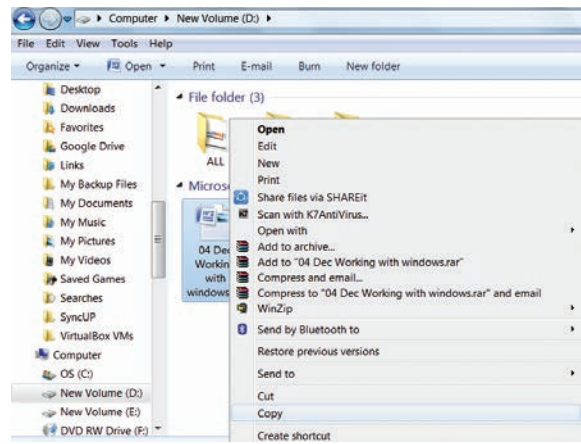 Computer ▸ New Volume (D:) ▸
File Edit View Tools Help
Organize Open Print E-mail Burn New folder
Desktop
Downloads
Favorites
Google Drive
Links
My Backup Files
My Documents
My Music
My Pictures
My Videos
Saved Games
Searches
SyncUP
VirtualBox VMs
Computer
OS (C:)
New Volume (D:)
New Volume (E:)
DVD RW Drive (F:)
File folder (3)
ALL
Micros
04 Dec
Workin
with
windows
Open
Edit
New
Print
Share files via SHAREit
Scan with K7AntiVirus...
Open with
Add to archive...
Add to "04 Dec Working with windows.rar"
Compress and email...
Compress to "04 Dec Working with windows.rar" and email
WinZip
Send by Bluetooth to
Restore previous versions
Send to
Cut
Copy
Create shortcut